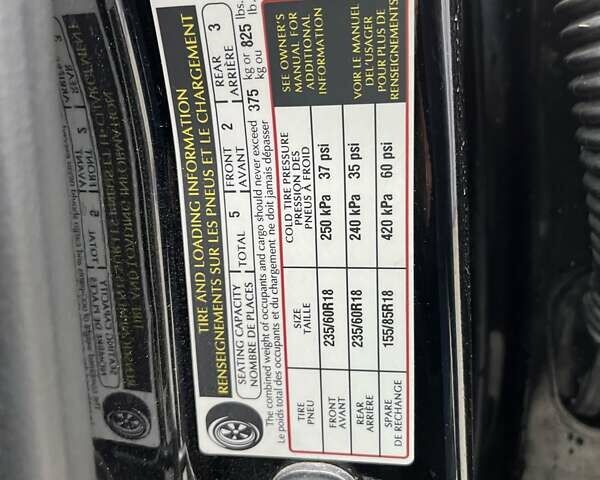 TIRE AND LOADING INFORMATION
RENSEIGNEMENTS SUR LES PNEUS ET LE CHARGEMENT
SEATING CAPACITY TOTAL 5 FRONT 2 REAR 3
NOMBRE DE PLACES AVANT ARRIÈRE
The combined weight of occupants and cargo should never exceed 375 kg or 825 lbs.
Le poids total des occupants et du chargement ne doit jamais dépasser kg ou lb.
TIRE SIZE COLD TIRE PRESSURE
PNEU TAILLE PRESSION DES
PNEUS À FROID
SEE OWNER'S
MANUAL FOR
ADDITIONAL
INFORMATION
FRONT 235/60R18 250 kPa 37 psi
AVANT
REAR 235/60R18 240 kPa 35 psi
ARRIÈRE
VOIR LE MANUEL
DE L'USAGER
POUR PLUS DE
RENSEIGNEMENTS
SPARE 155/85R18 420 kPa 60 psi
DE RECHANGE